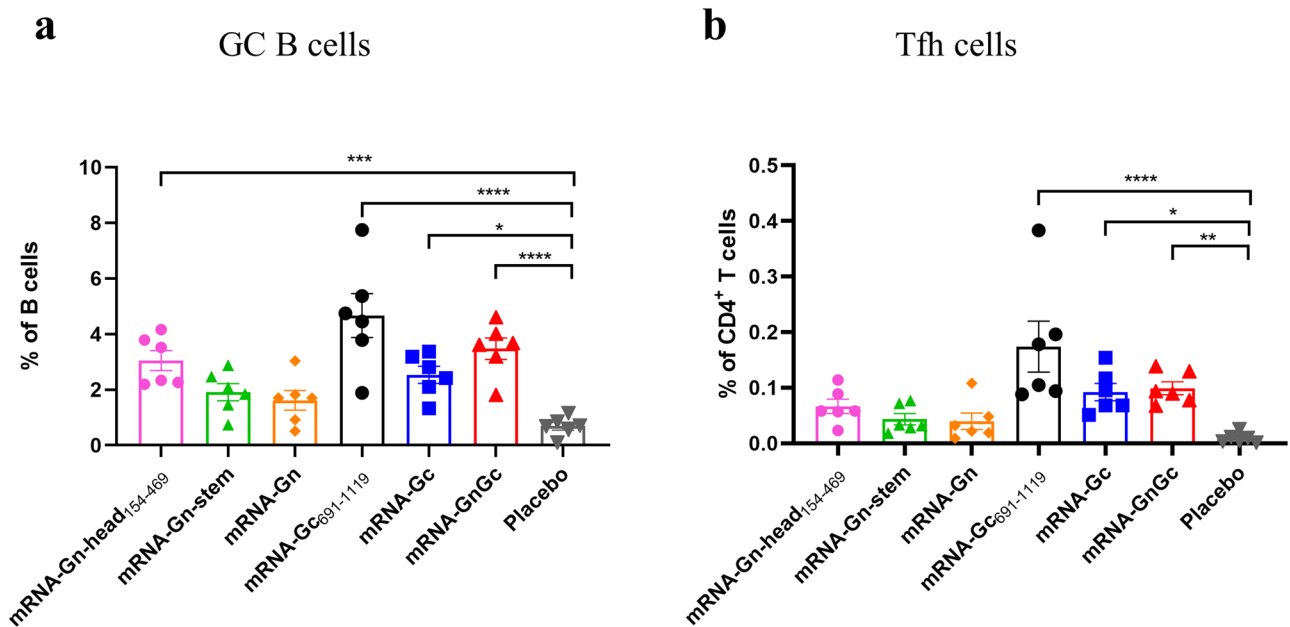 a
GC B cells
% of B cells
10
8
6
4
2
0
***
****
*
****
mRNA-Gn-head154-469
mRNA-Gn-stem
mRNA-Gn
mRNA-Gc691-1119
mRNA-Gc
mRNA-GnGc
Placebo
b
Tfh cells
% of CD4+ T cells
0.5
0.4
0.3
0.2
0.1
0.0
****
*
**
mRNA-Gn-head154-469
mRNA-Gn-stem
mRNA-Gn
mRNA-Gc691-1119
mRNA-Gc
mRNA-GnGc
Placebo